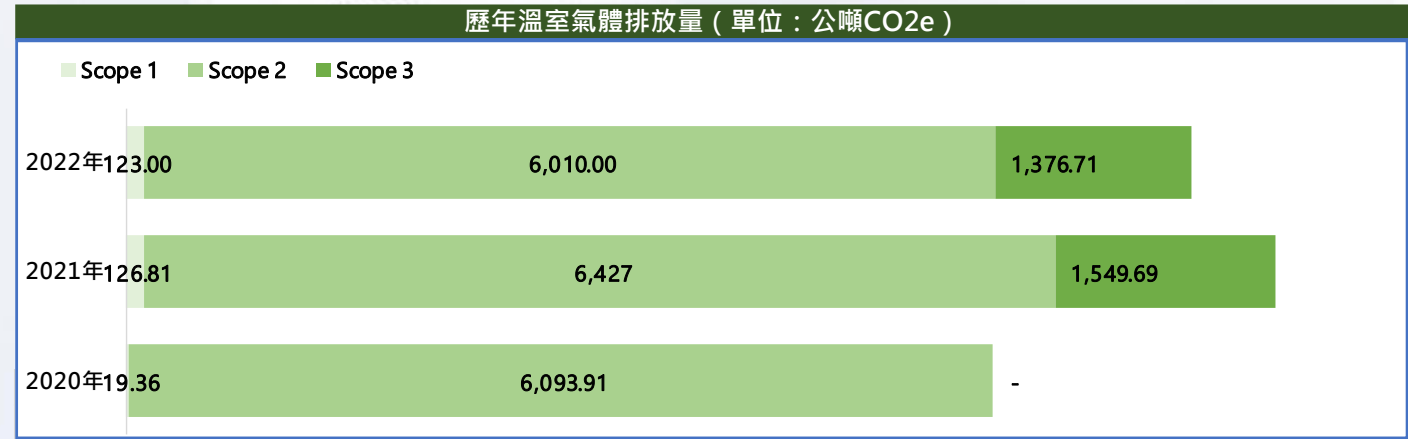 歷年溫室氣體排放量（單位：公噸CO2e）
Scope 1 Scope 2 Scope 3
2022年 123.00 6,010.00 1,376.71
2021年 126.81 6,427 1,549.69
2020年 19.36 6,093.91 -